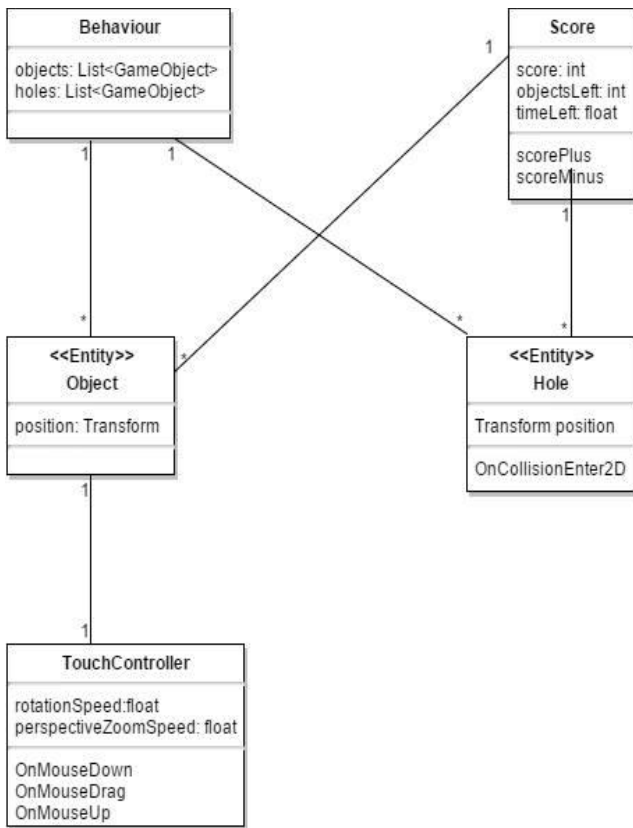 Behaviour
objects: List<GameObject>
holes: List<GameObject>
1
1
*
*
Score
score: int
objectsLeft: int
timeLeft: float
scorePlus
scoreMinus
1
1
*
*
<<Entity>>
Object
position: Transform
1
<<Entity>>
Hole
Transform position
OnCollisionEnter2D
1
TouchController
rotationSpeed:float
perspectiveZoomSpeed: float
OnMouseDown
OnMouseDrag
OnMouseUp